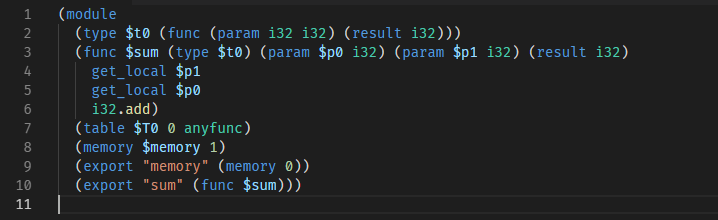 1 (module
2   (type $t0 (func (param i32 i32) (result i32)))
3   (func $sum (type $t0) (param $p0 i32) (param $p1 i32) (result i32)
4     get_local $p1
5     get_local $p0
6     i32.add)
7   (table $T0 0 anyfunc)
8   (memory $memory 1)
9   (export "memory" (memory 0))
10   (export "sum" (func $sum)))
11